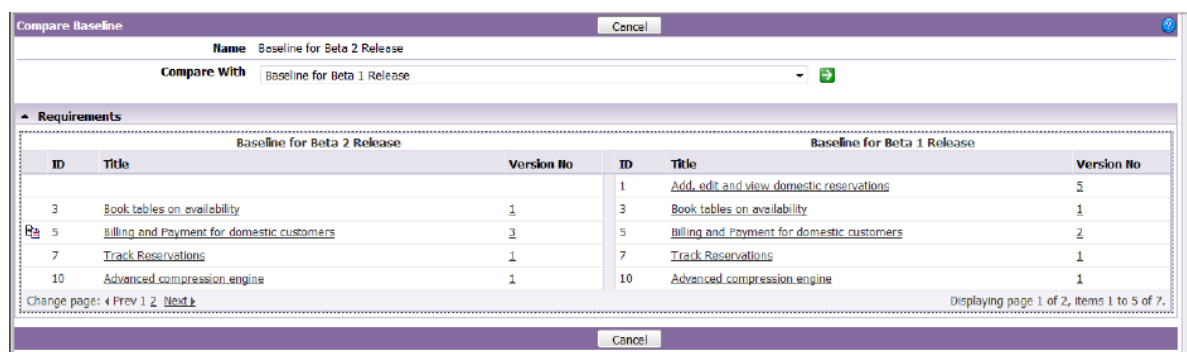 Compare Baseline Cancel
Name Baseline for Beta 2 Release
Compare With Baseline for Beta 1 Release
Requirements
Baseline for Beta 2 Release Baseline for Beta 1 Release
ID Title Version No ID Title Version No
1 Add, edit and view domestic reservations 5
3 Book tables on availability 1 3 Book tables on availability 1
5 Billing and Payment for domestic customers 3 5 Billing and Payment for domestic customers 2
7 Track Reservations 1 7 Track Reservations 1
10 Advanced compression engine 1 10 Advanced compression engine 1
Change page: Prev 1 2 Next Displaying page 1 of 2, items 1 to 5 of 7.
Cancel